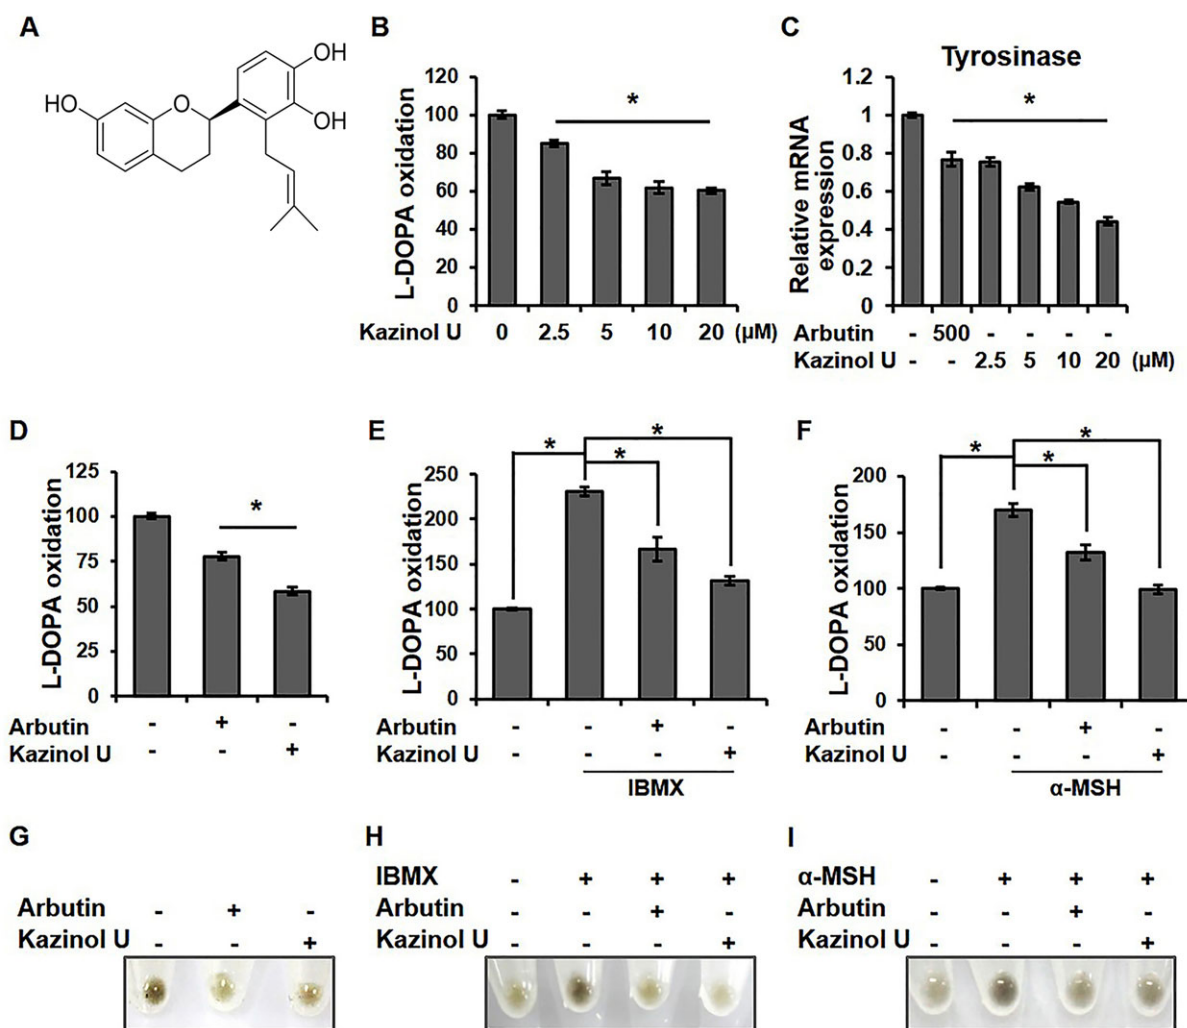 A
OH
HO
O
OH
B
120
100
80
60
40
20
0
L-DOPA oxidation
*
Kazinol U 0 2.5 5 10 20 (μM)
C
Tyrosinase
1.2
1
0.8
0.6
0.4
0.2
0
Relative mRNA
expression
*
Arbutin - 500 - - - -
Kazinol U - - 2.5 5 10 20 (μM)
D
125
100
75
50
25
0
L-DOPA oxidation
*
Arbutin - + -
Kazinol U - - +
E
250
200
150
100
50
0
L-DOPA oxidation
* * *
Arbutin - - + -
Kazinol U - - - +
IBMX
F
200
150
100
50
0
L-DOPA oxidation
* * *
Arbutin - - + -
Kazinol U - - - +
α-MSH
G
Arbutin - + -
Kazinol U - - +
H
IBMX - + + +
Arbutin - - + -
Kazinol U - - - +
I
α-MSH - + + +
Arbutin - - + -
Kazinol U - - - +